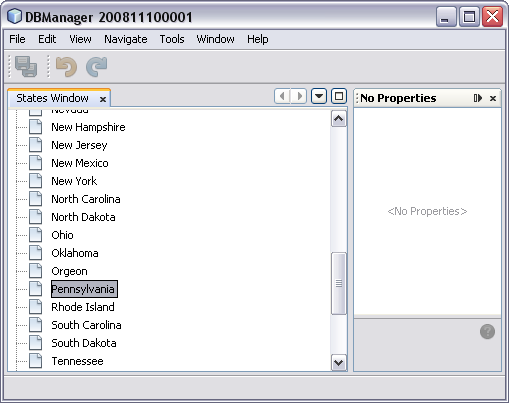 DBManager 200811100001
File Edit View Navigate Tools Window Help
States Window
No Properties
Nevada
New Hampshire
New Jersey
New Mexico
New York
North Carolina
North Dakota
Ohio
Oklahoma
Orgeon
Pennsylvania
Rhode Island
South Carolina
South Dakota
Tennessee
<No Properties>
?